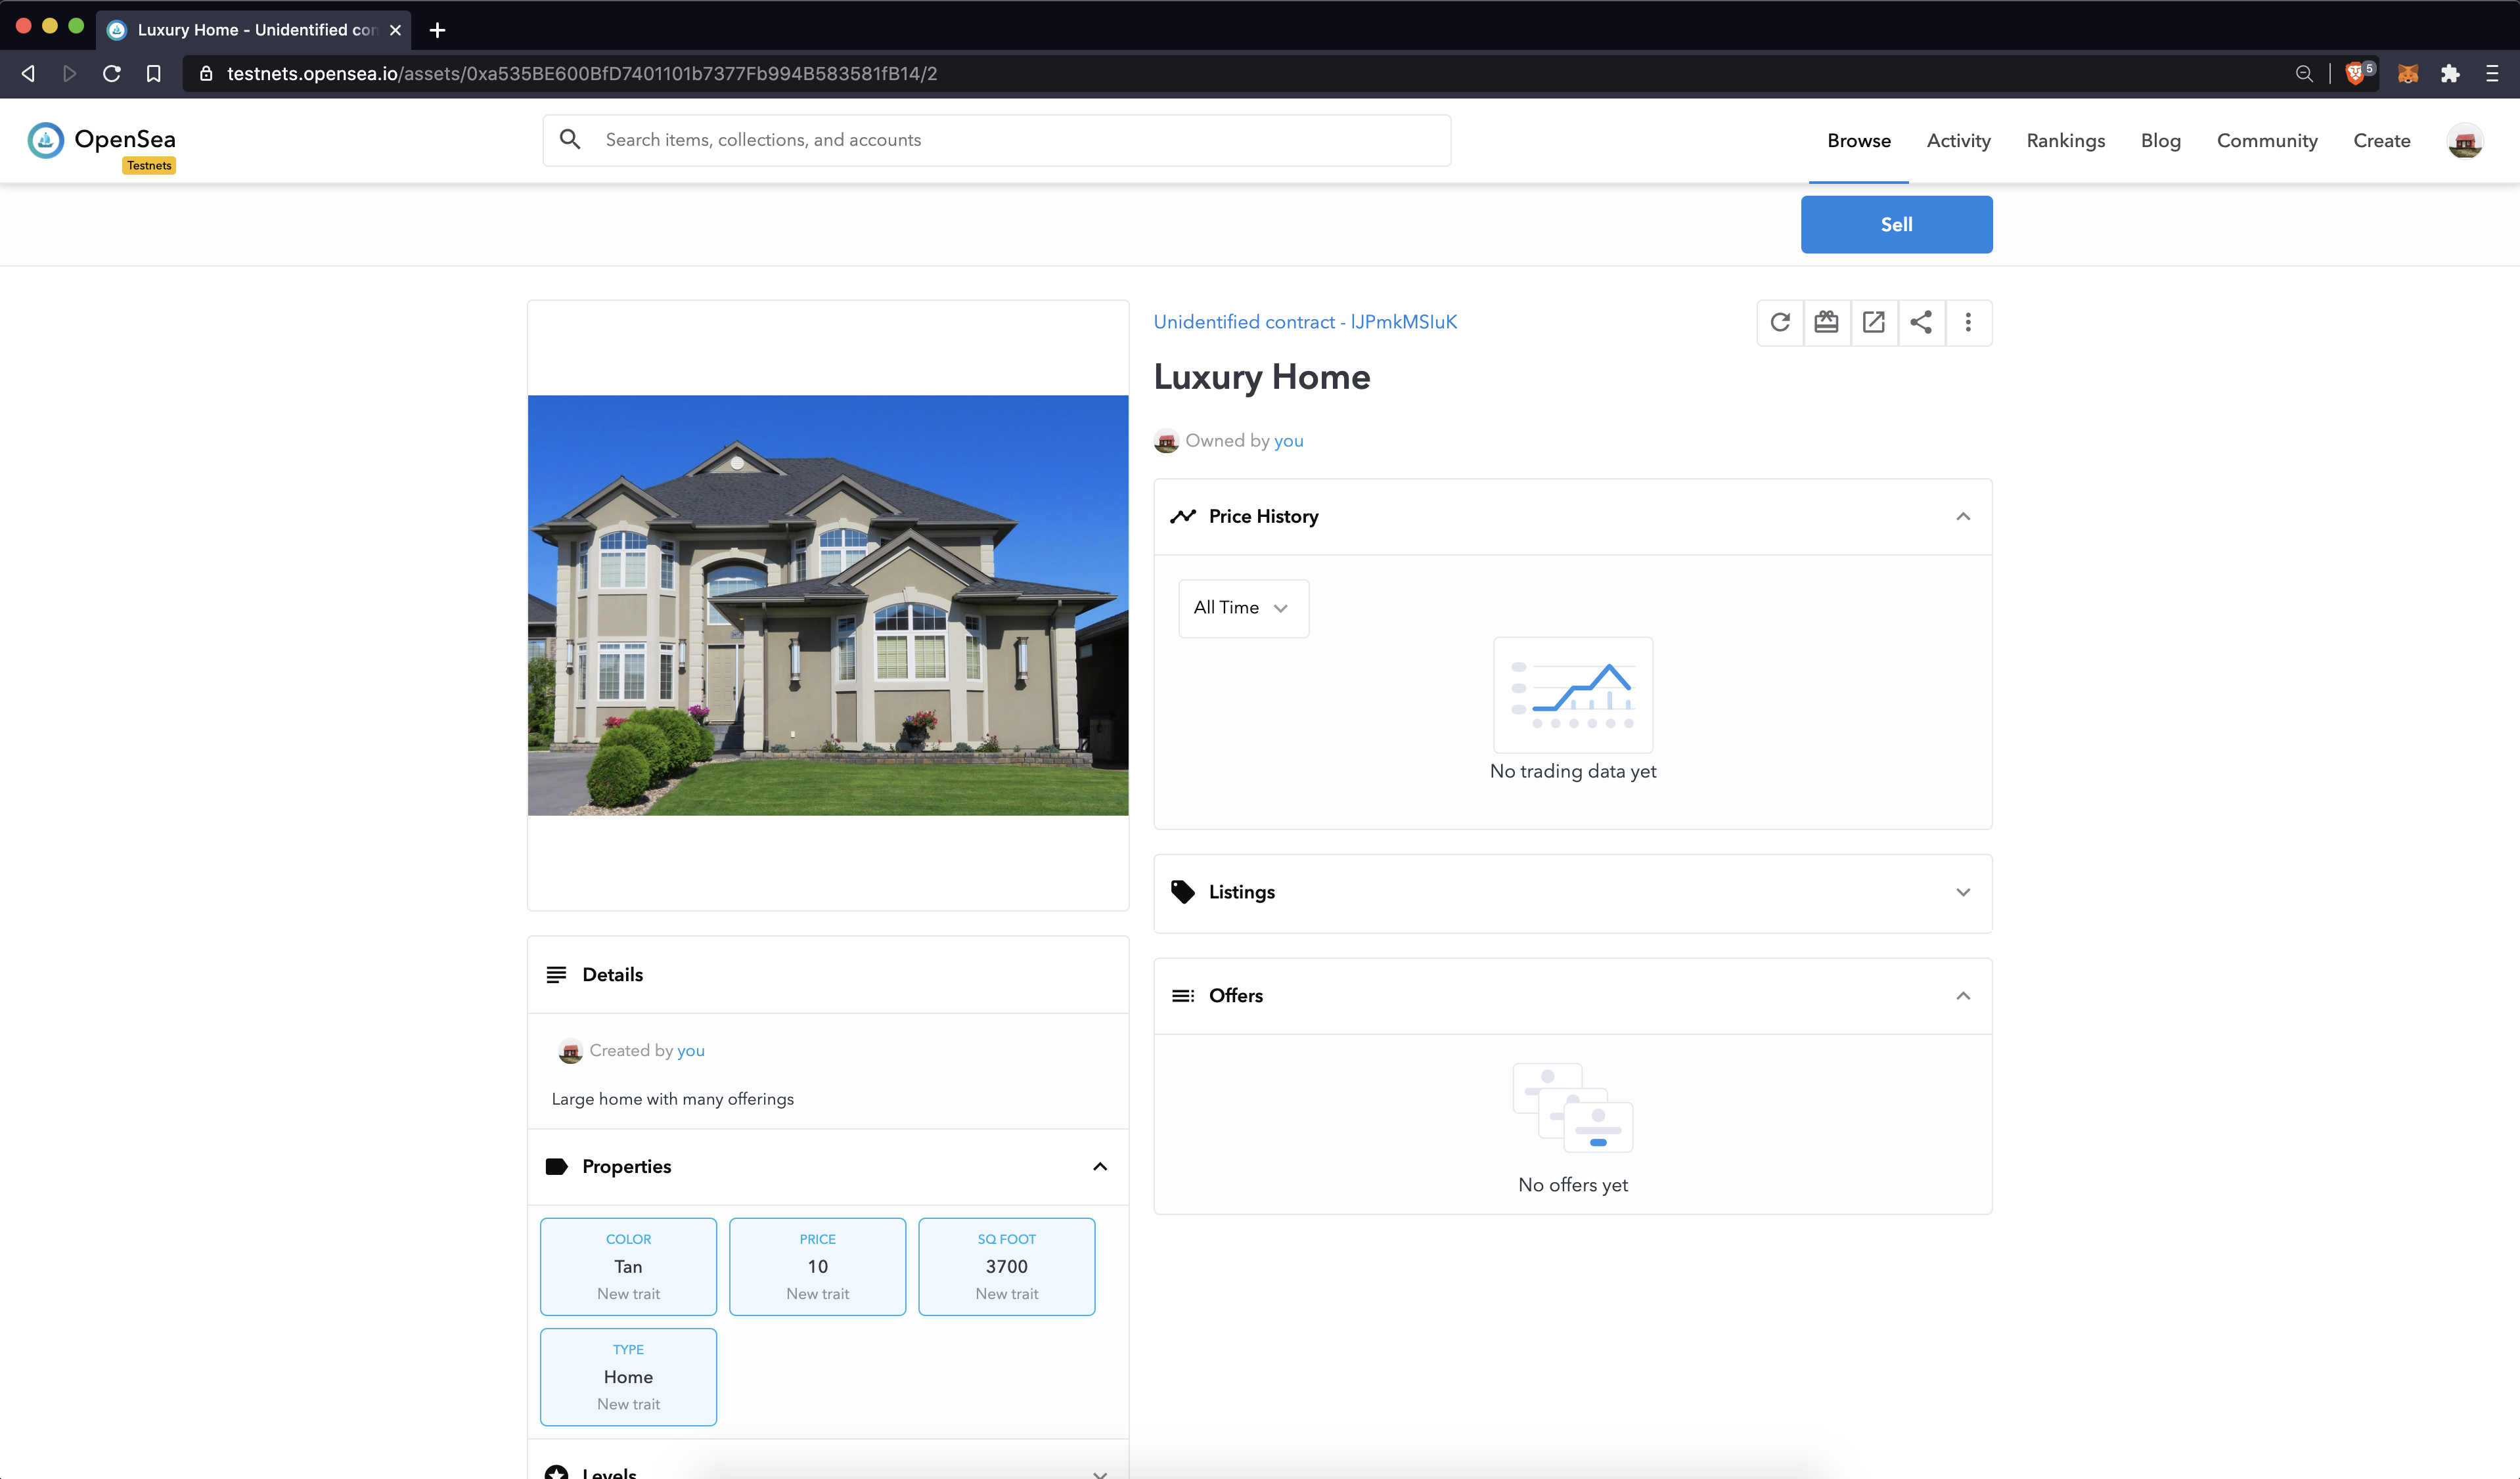 Luxury Home - Unidentified con
testnets.opensea.io/assets/0xa535BE600BfD7401101b7377Fb994B583581fB14/2
5
OpenSea
Testnets
Search items, collections, and accounts
Browse
Activity
Rankings
Blog
Community
Create
Sell
Unidentified contract - lJPmkMSIuK
Luxury Home
Owned by you
Price History
All Time
No trading data yet
Listings
Offers
No offers yet
Details
Created by you
Large home with many offerings
Properties
COLOR
Tan
New trait
PRICE
10
New trait
SQ FOOT
3700
New trait
TYPE
Home
New trait
Levels